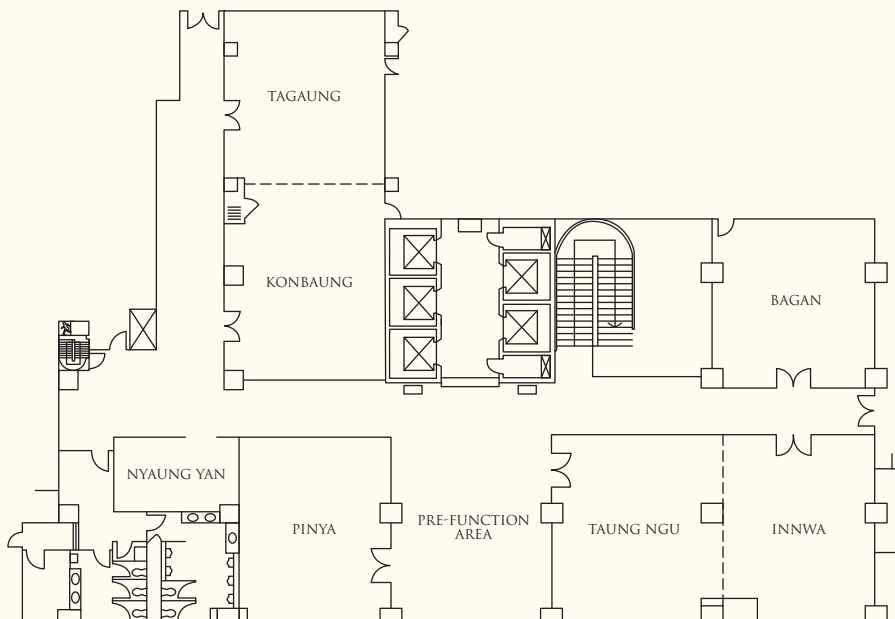 TAGAUNG
KONBAUNG
BAGAN
NYAUNG YAN
PINYA
PRE-FUNCTION
AREA
TAUNG NGU
INNWA